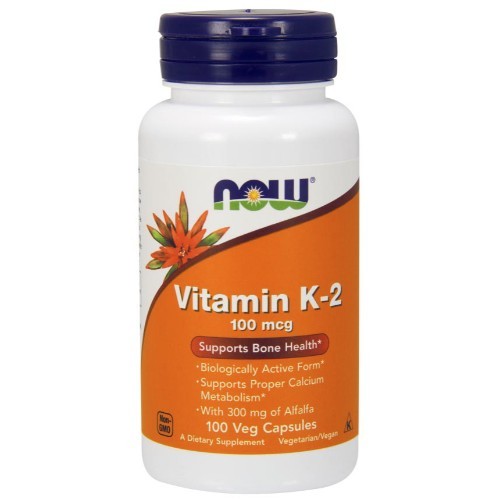 NOW®
Vitamin K-2
100 mcg
Supports Bone Health*
•Biologically Active Form*
•Supports Proper Calcium
Metabolism*
•With 300 mg of Alfalfa
100 Veg Capsules
Non-
GMO
A Dietary Supplement Vegetarian/Vegan
K